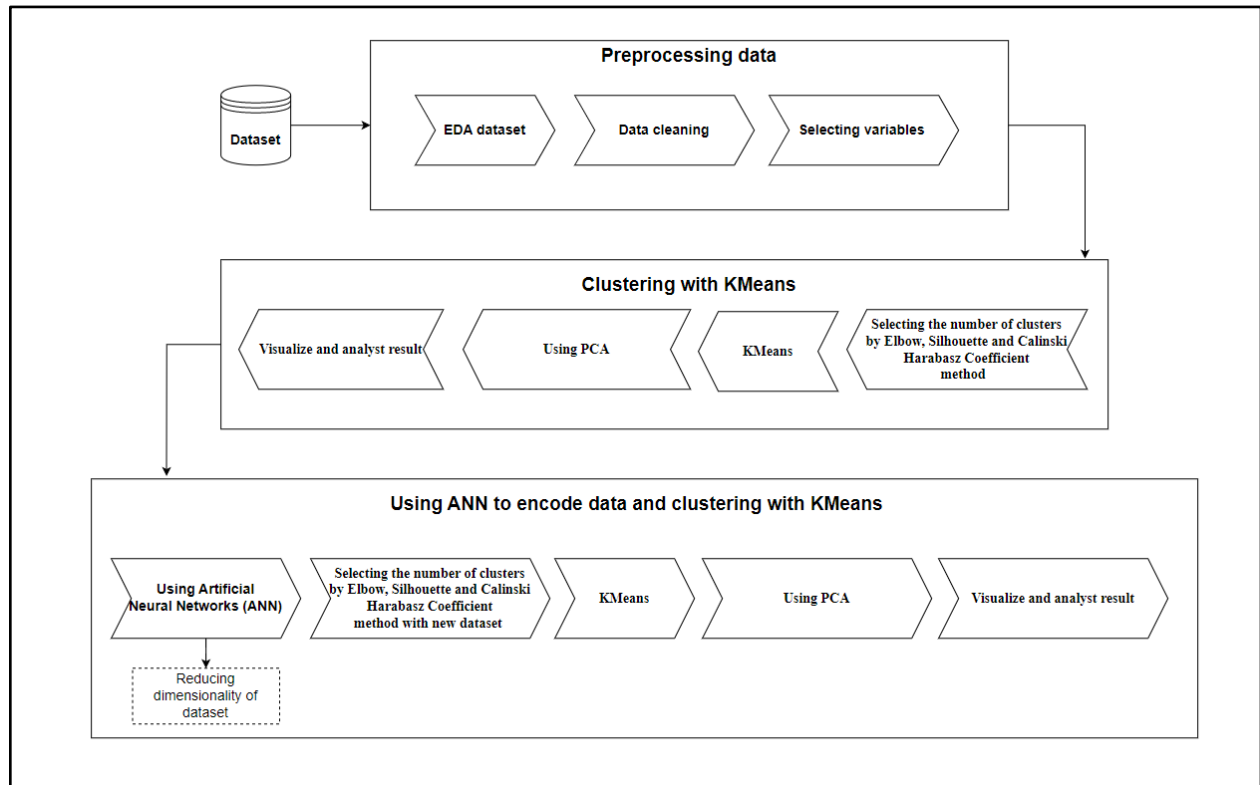 Preprocessing data
Dataset
EDA dataset
Data cleaning
Selecting variables
Clustering with KMeans
Visualize and analyst result
Using PCA
KMeans
Selecting the number of clusters
by Elbow, Silhouette and Calinski
Harabasz Coefficient
method
Using ANN to encode data and clustering with KMeans
Using Artificial
Neural Networks (ANN)
Selecting the number of clusters
by Elbow, Silhouette and Calinski
Harabasz Coefficient
method with new dataset
KMeans
Using PCA
Visualize and analyst result
Reducing
dimensionality of
dataset